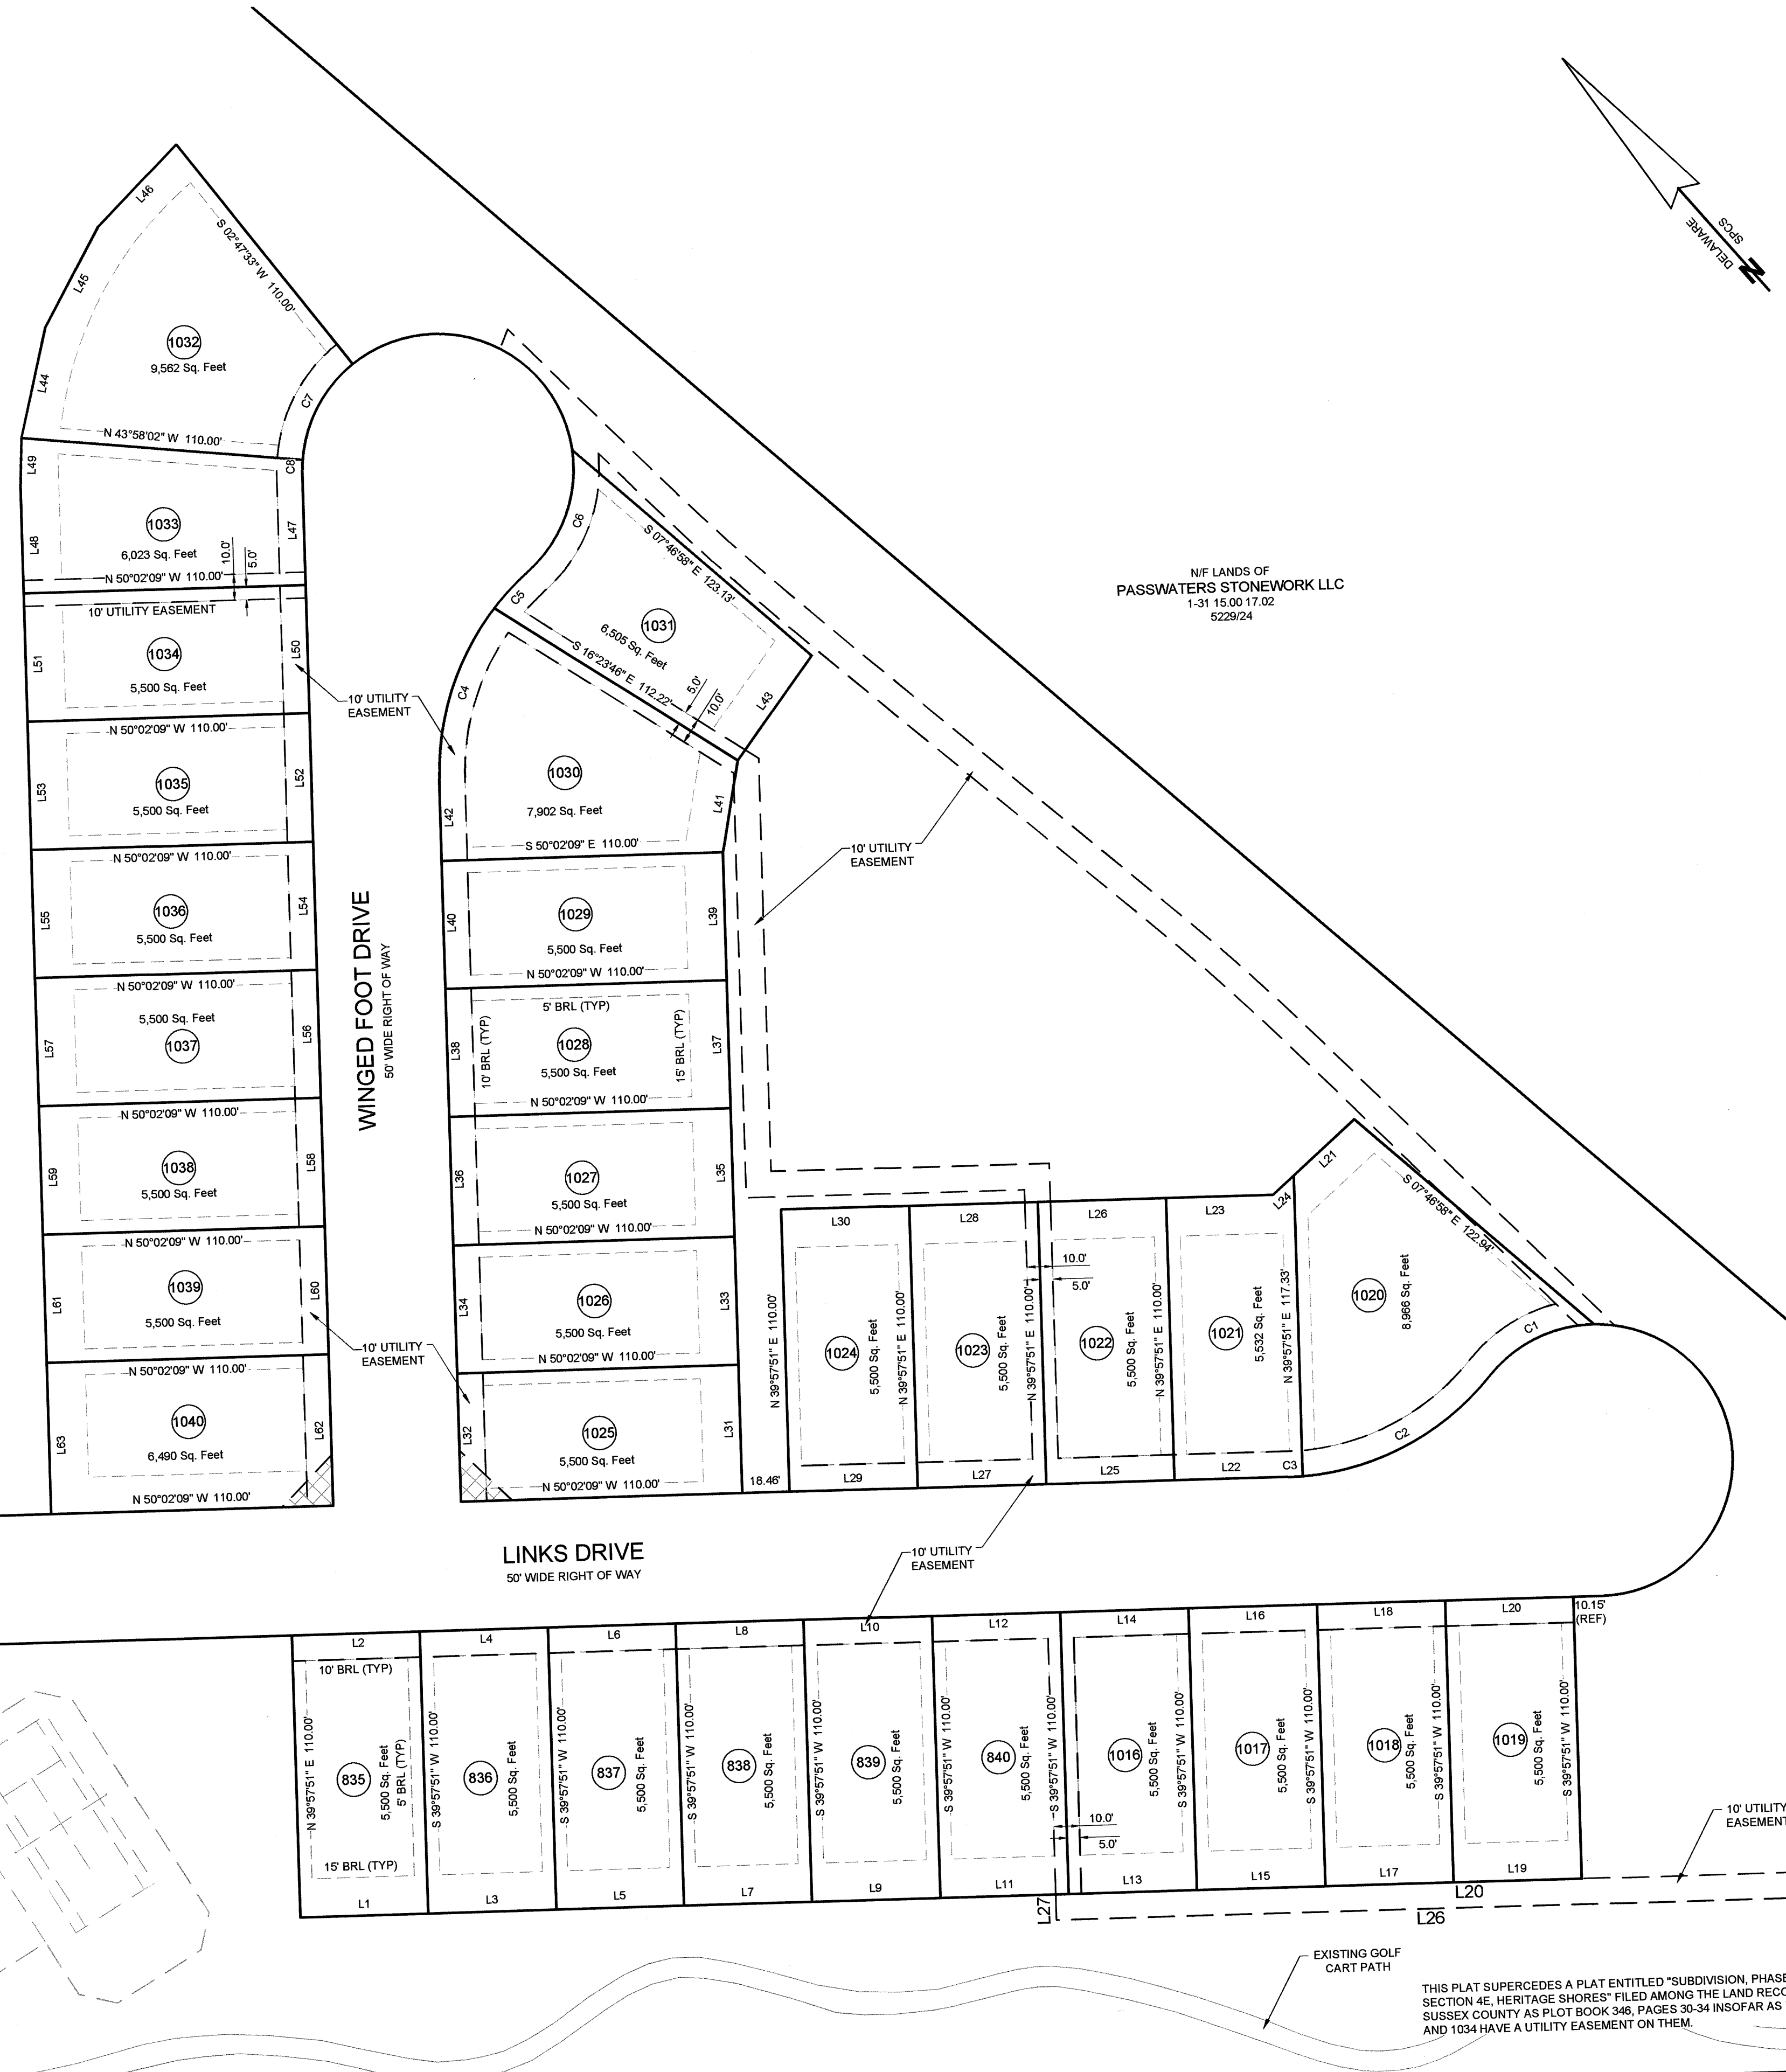 DELAWARE
SPCS
N
N/F LANDS OF
PASSWATERS STONEWORK LLC
1-31 15.00 17.02
5229/24
L46
L45
L44
S 02°47'33" W 110.00'
1032
9,562 Sq. Feet
C7
N 43°58'02" W 110.00'
L49
C8
L48
L47
1033
6,023 Sq. Feet
10.0'
5.0'
N 50°02'09" W 110.00'
10' UTILITY EASEMENT
L51
L50
1034
5,500 Sq. Feet
10' UTILITY
EASEMENT
N 50°02'09" W 110.00'
L53
L52
1035
5,500 Sq. Feet
N 50°02'09" W 110.00'
L55
L54
1036
5,500 Sq. Feet
N 50°02'09" W 110.00'
L57
L56
5,500 Sq. Feet
1037
N 50°02'09" W 110.00'
L59
L58
1038
5,500 Sq. Feet
N 50°02'09" W 110.00'
L61
L60
1039
5,500 Sq. Feet
10' UTILITY
EASEMENT
N 50°02'09" W 110.00'
L63
L62
1040
6,490 Sq. Feet
N 50°02'09" W 110.00'
WINGED FOOT DRIVE
50' WIDE RIGHT OF WAY
C6
C5
S 07°46'58" E 123.13'
1031
6,505 Sq. Feet
S 16°23'46" E 112.22'
5.0'
10.0'
L43
C4
L42
L41
1030
7,902 Sq. Feet
S 50°02'09" E 110.00'
10' UTILITY
EASEMENT
L40
L39
1029
5,500 Sq. Feet
N 50°02'09" W 110.00'
5' BRL (TYP)
10' BRL (TYP)
15' BRL (TYP)
L38
L37
1028
5,500 Sq. Feet
N 50°02'09" W 110.00'
L36
L35
1027
5,500 Sq. Feet
N 50°02'09" W 110.00'
L34
L33
1026
5,500 Sq. Feet
N 50°02'09" W 110.00'
L32
L31
1025
5,500 Sq. Feet
N 50°02'09" W 110.00'
18.46'
N 39°57'51" E 110.00'
L30
1024
5,500 Sq. Feet
L29
N 39°57'51" E 110.00'
L28
1023
5,500 Sq. Feet
L27
N 39°57'51" E 110.00'
10.0'
5.0'
L26
1022
5,500 Sq. Feet
L25
N 39°57'51" E 110.00'
L23
L24
1021
5,532 Sq. Feet
L22
C3
N 39°57'51" E 117.33'
L21
S 07°46'58" E 122.94'
1020
8,966 Sq. Feet
C1
C2
LINKS DRIVE
50' WIDE RIGHT OF WAY
10' UTILITY
EASEMENT
L2
10' BRL (TYP)
N 39°57'51" E 110.00'
835
5,500 Sq. Feet
5' BRL (TYP)
15' BRL (TYP)
L1
S 39°57'51" W 110.00'
L4
836
5,500 Sq. Feet
L3
S 39°57'51" W 110.00'
L6
837
5,500 Sq. Feet
L5
S 39°57'51" W 110.00'
L8
838
5,500 Sq. Feet
L7
S 39°57'51" W 110.00'
L10
839
5,500 Sq. Feet
L9
S 39°57'51" W 110.00'
L12
840
5,500 Sq. Feet
L11
S 39°57'51" W 110.00'
10.0'
5.0'
L14
1016
5,500 Sq. Feet
L13
S 39°57'51" W 110.00'
L16
1017
5,500 Sq. Feet
L15
S 39°57'51" W 110.00'
L18
1018
5,500 Sq. Feet
L17
S 39°57'51" W 110.00'
L20
1019
5,500 Sq. Feet
L19
S 39°57'51" W 110.00'
10.15'
(REF)
10' UTILITY
EASEMENT
L20
L27
L26
EXISTING GOLF
CART PATH
THIS PLAT SUPERCEDES A PLAT ENTITLED "SUBDIVISION, PHASE
SECTION 4E, HERITAGE SHORES" FILED AMONG THE LAND RECO
SUSSEX COUNTY AS PLOT BOOK 346, PAGES 30-34 INSOFAR AS
AND 1034 HAVE A UTILITY EASEMENT ON THEM.